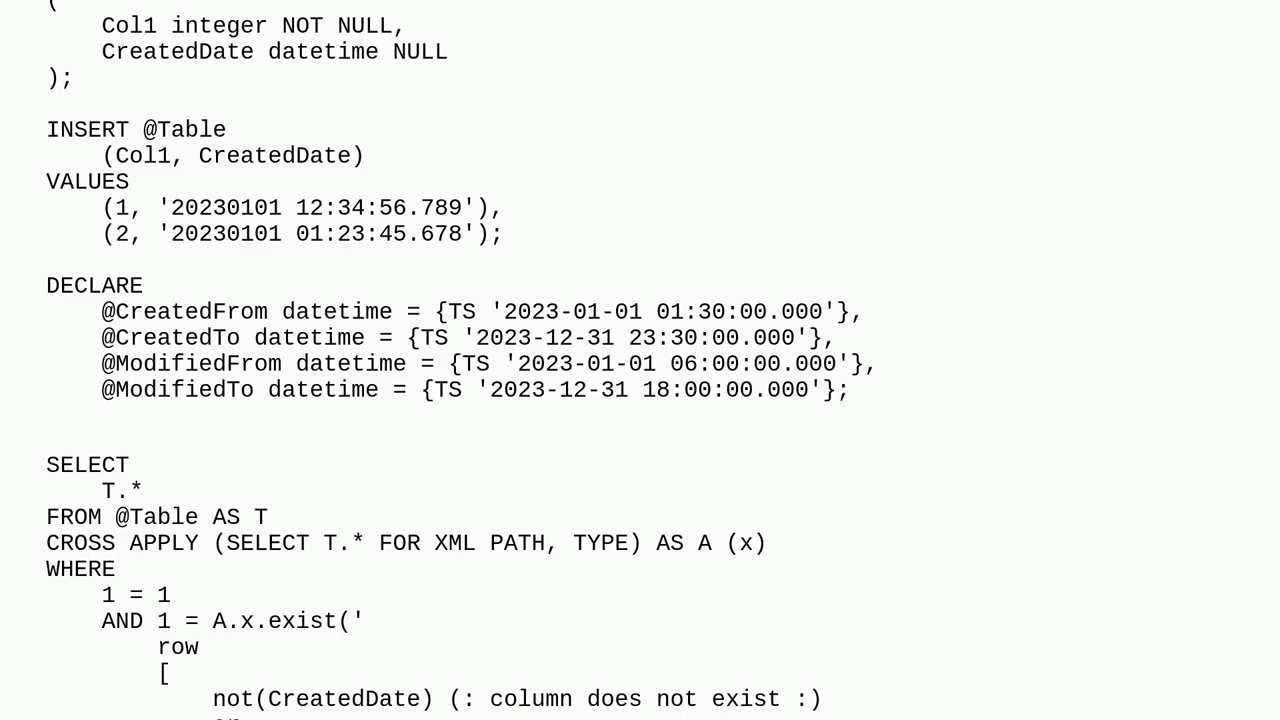 (
    Col1 integer NOT NULL,
    CreatedDate datetime NULL
);

INSERT @Table
    (Col1, CreatedDate)
VALUES
    (1, '20230101 12:34:56.789'),
    (2, '20230101 01:23:45.678');

DECLARE
    @CreatedFrom datetime = {TS '2023-01-01 01:30:00.000'},
    @CreatedTo datetime = {TS '2023-12-31 23:30:00.000'},
    @ModifiedFrom datetime = {TS '2023-01-01 06:00:00.000'},
    @ModifiedTo datetime = {TS '2023-12-31 18:00:00.000'};

SELECT
    T.*
FROM @Table AS T
CROSS APPLY (SELECT T.* FOR XML PATH, TYPE) AS A (x)
WHERE
    1 = 1
    AND 1 = A.x.exist('
        row
        [
            not(CreatedDate) (: column does not exist :)